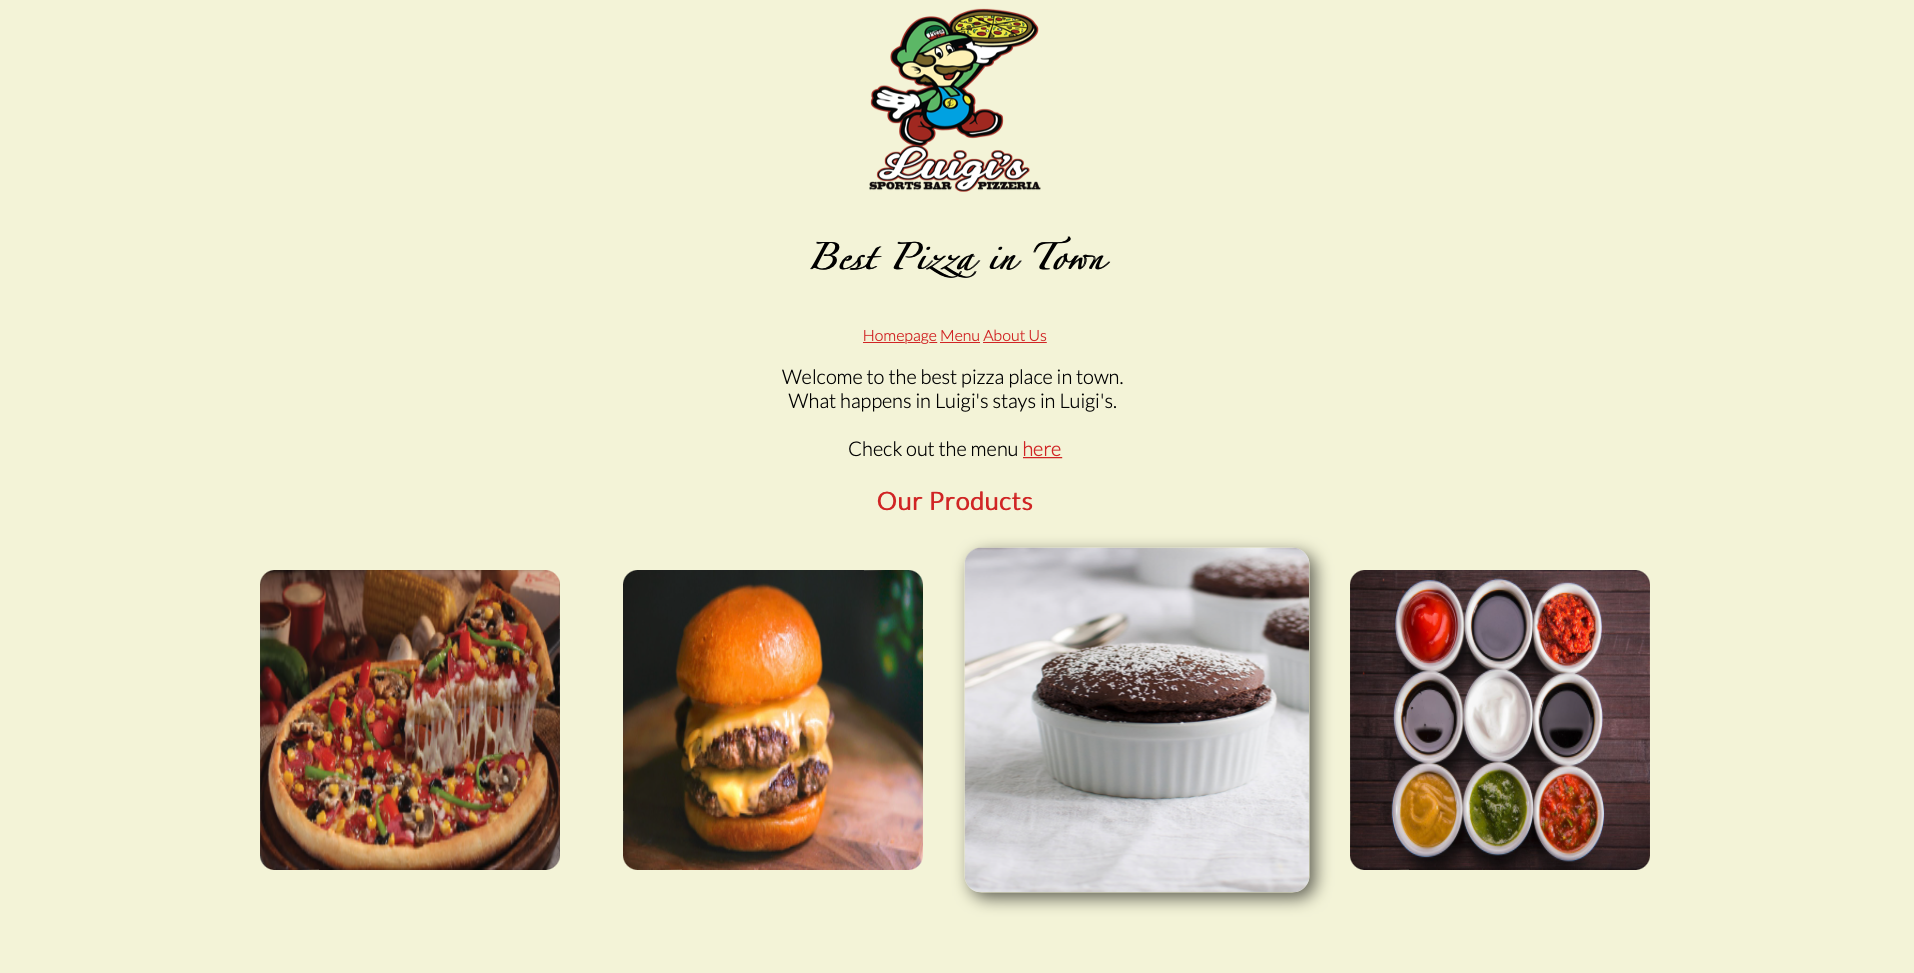 Luigi's
SPORTS BAR PIZZERIA
Best Pizza in Town
Homepage Menu About Us
Welcome to the best pizza place in town.
What happens in Luigi's stays in Luigi's.
Check out the menu here
Our Products